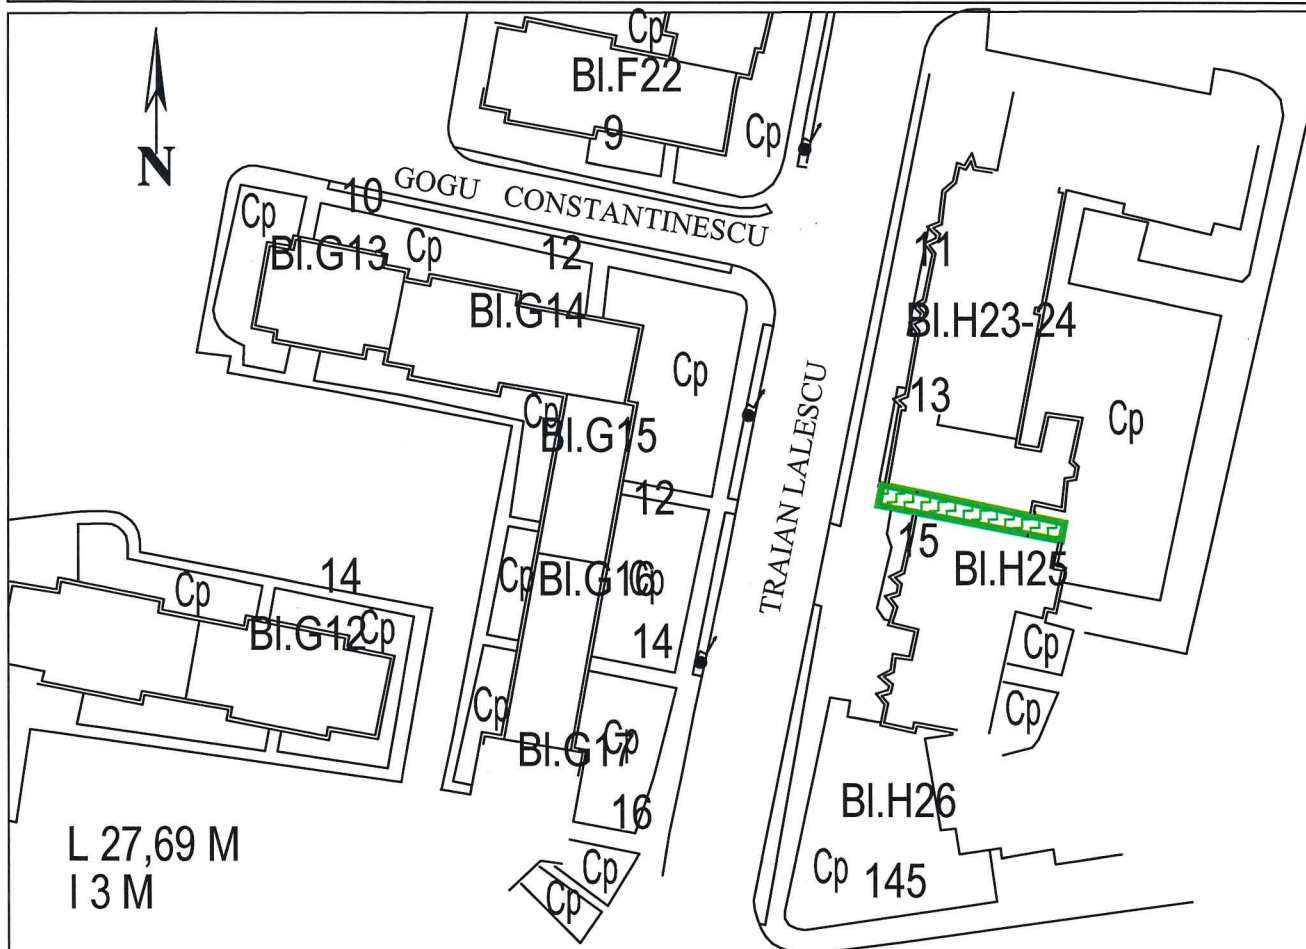 Cp
Bl.F22
9
Cp
N
10
GOGU CONSTANTINESCU
Cp
Bl.G13
Cp
12
Bl.G14
11
Bl.H23-24
Cp
13
Cp
Bl.G15
Cp
TRAIAN LALESCU
12
15
Bl.H25
14
Cp
Cp
Bl.G16
Cp
Bl.G12
Cp
14
Cp
Cp
Cp
Bl.G17
Cp
16
Bl.H26
L 27,69 M
l 3 M
Cp
Cp
Cp
145